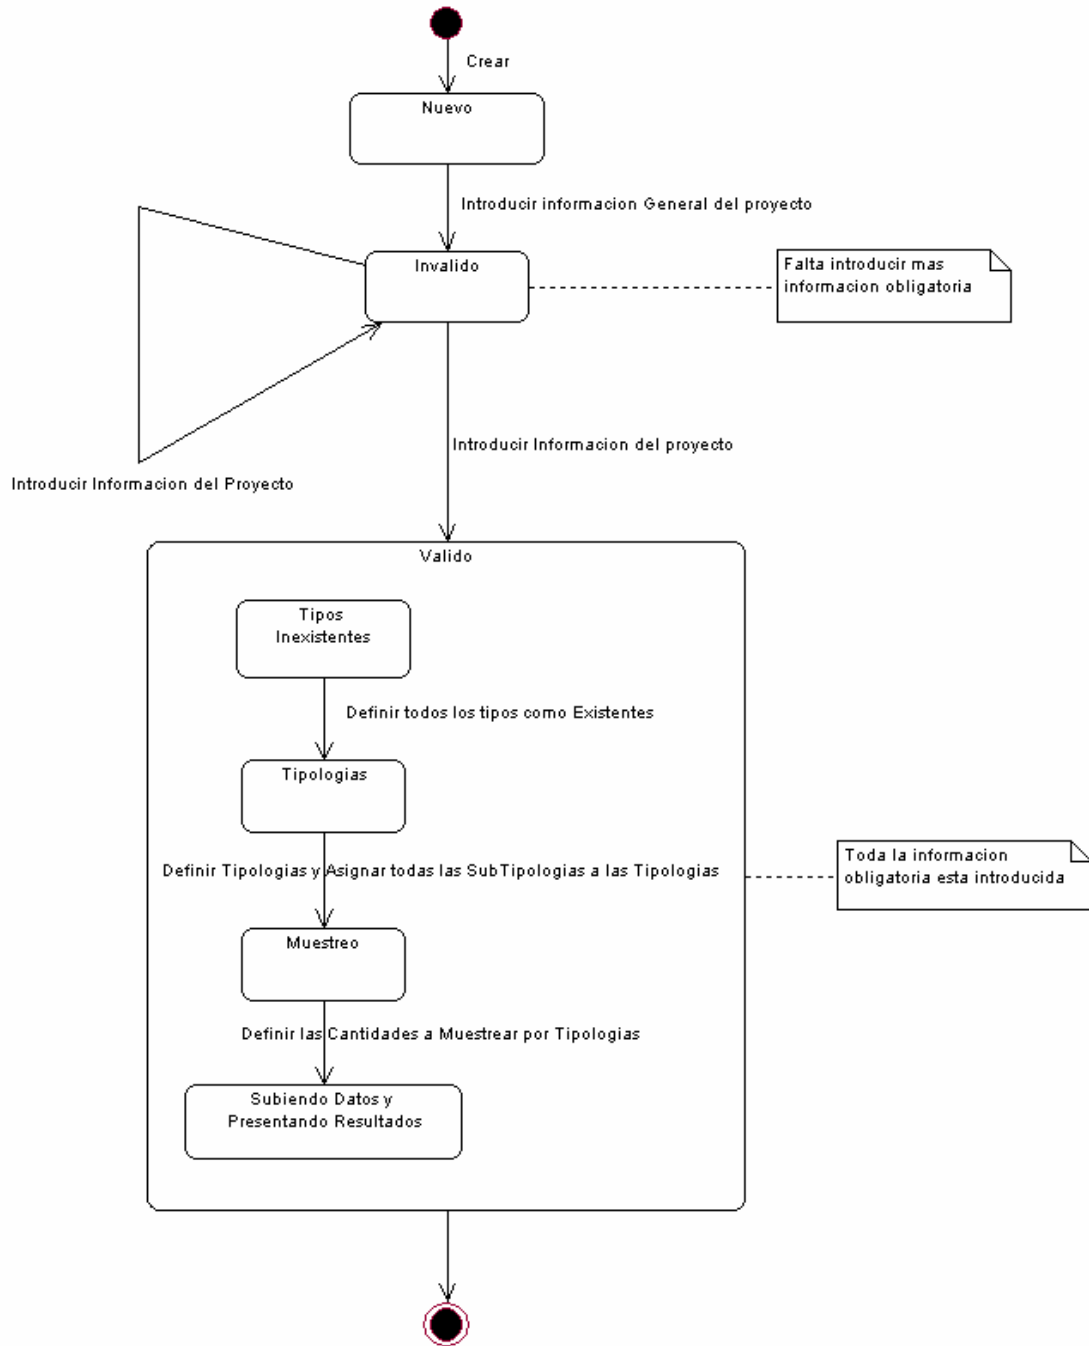 Crear
Nuevo
Introducir informacion General del proyecto
Invalido
Falta introducir mas
informacion obligatoria
Introducir Informacion del proyecto
Introducir Informacion del Proyecto
Valido
Tipos
Inexistentes
Definir todos los tipos como Existentes
Tipologias
Definir Tipologias y Asignar todas las SubTipologias a las Tipologias
Toda la informacion
obligatoria esta introducida
Muestreo
Definir las Cantidades a Muestrear por Tipologias
Subiendo Datos y
Presentando Resultados